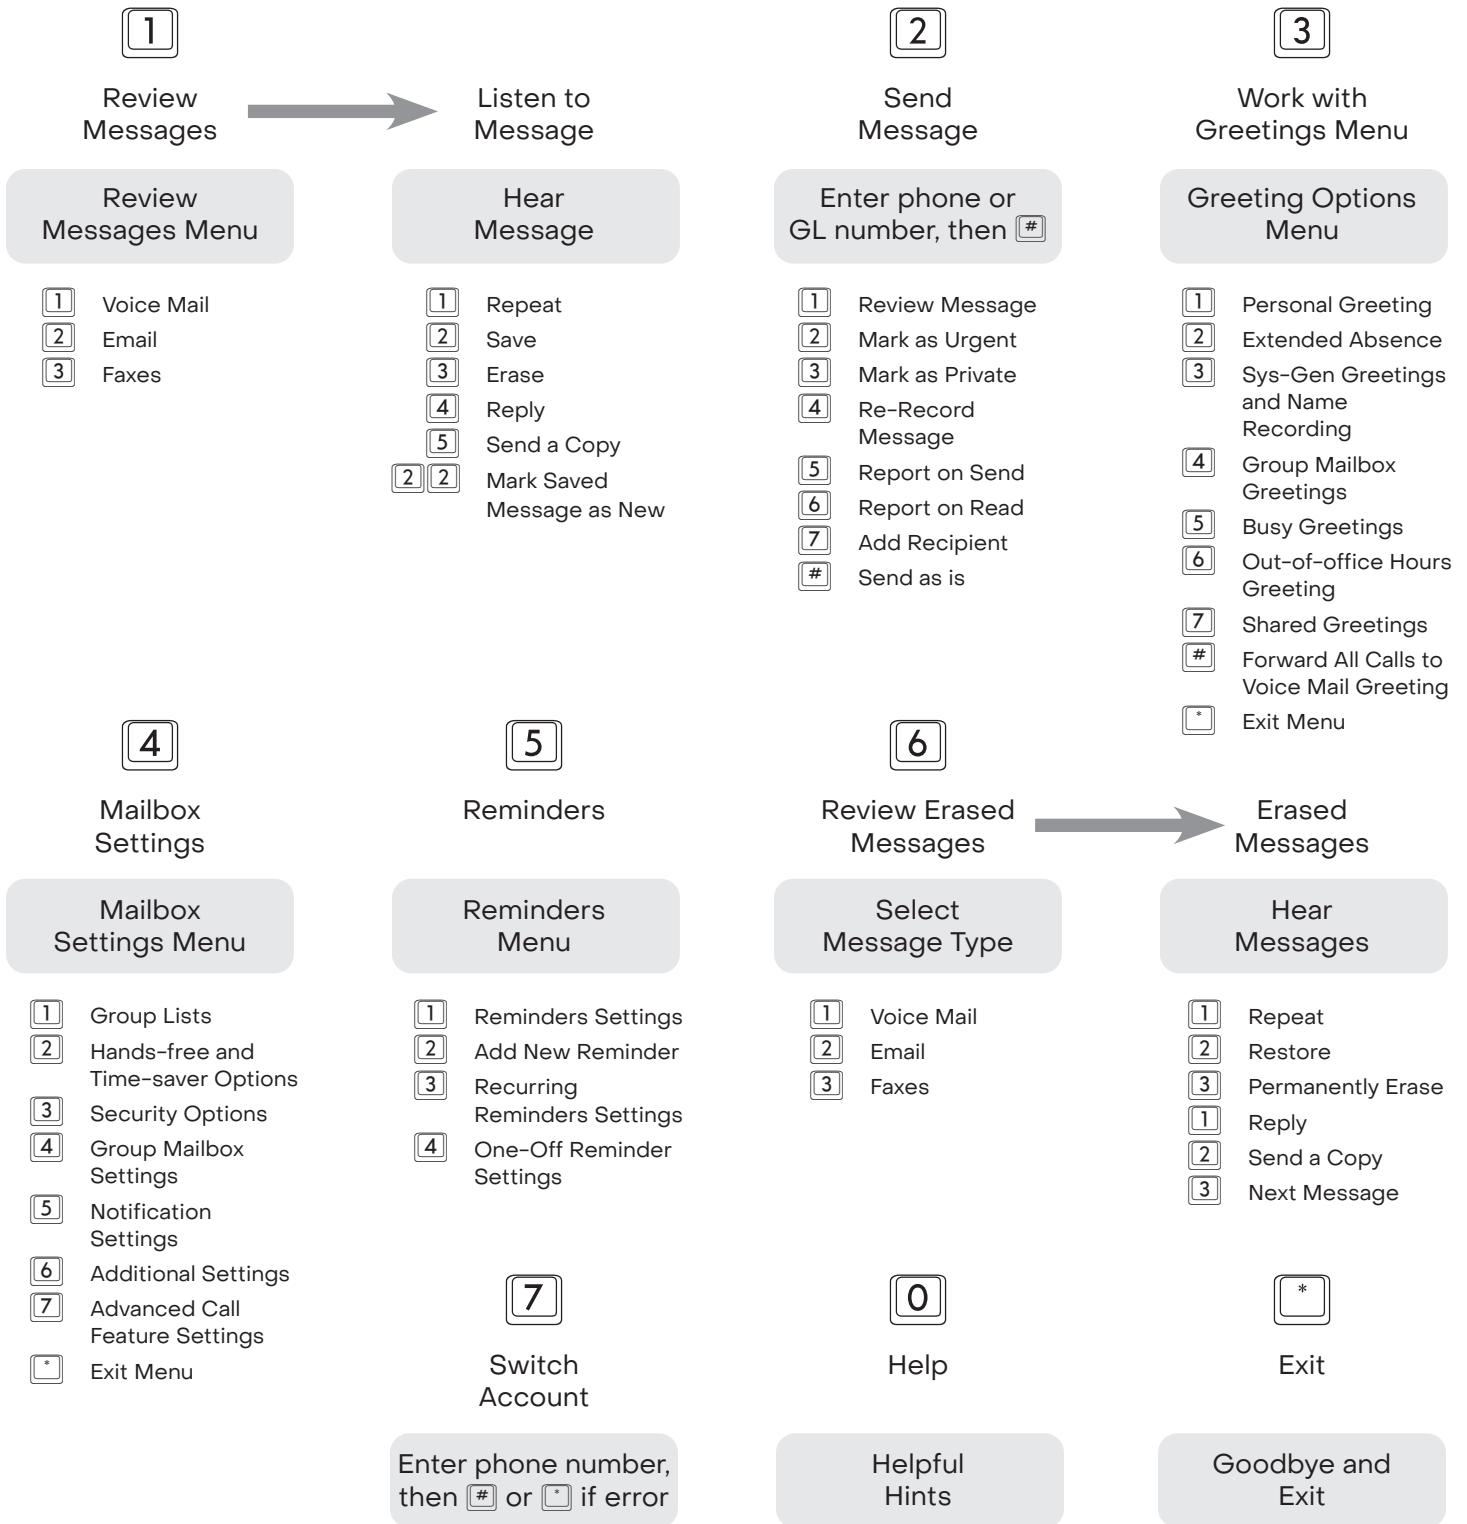 1
Review
Messages
Review
Messages Menu
1 Voice Mail
2 Email
3 Faxes
Listen to
Message
Hear
Message
1 Repeat
2 Save
3 Erase
4 Reply
5 Send a Copy
2 2 Mark Saved
Message as New
2
Send
Message
Enter phone or
GL number, then #
1 Review Message
2 Mark as Urgent
3 Mark as Private
4 Re-Record
Message
5 Report on Send
6 Report on Read
7 Add Recipient
# Send as is
3
Work with
Greetings Menu
Greeting Options
Menu
1 Personal Greeting
2 Extended Absence
3 Sys-Gen Greetings
and Name
Recording
4 Group Mailbox
Greetings
5 Busy Greetings
6 Out-of-office Hours
Greeting
7 Shared Greetings
# Forward All Calls to
Voice Mail Greeting
* Exit Menu
4
Mailbox
Settings
Mailbox
Settings Menu
1 Group Lists
2 Hands-free and
Time-saver Options
3 Security Options
4 Group Mailbox
Settings
5 Notification
Settings
6 Additional Settings
7 Advanced Call
Feature Settings
* Exit Menu
5
Reminders
Reminders
Menu
1 Reminders Settings
2 Add New Reminder
3 Recurring
Reminders Settings
4 One-Off Reminder
Settings
6
Review Erased
Messages
Select
Message Type
1 Voice Mail
2 Email
3 Faxes
Erased
Messages
Hear
Messages
1 Repeat
2 Restore
3 Permanently Erase
1 Reply
2 Send a Copy
3 Next Message
7
Switch
Account
Enter phone number,
then # or * if error
0
Help
Helpful
Hints
*
Exit
Goodbye and
Exit